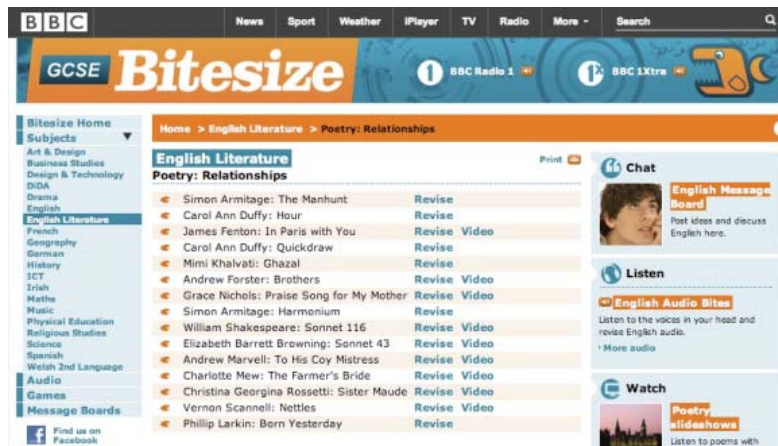 BBC
News Sport Weather iPlayer TV Radio More - Search
GCSE Bitesize
1 BBC Radio 1
1X BBC 1Xtra
Bitesize Home
Subjects
Art & Design
Business Studies
Design & Technology
DiDA
Drama
English
English Literature
French
Geography
German
History
ICT
Irish
Maths
Music
Physical Education
Religious Studies
Science
Spanish
Welsh 2nd Language
Audio
Games
Message Boards
f Find us on
Facebook
Home > English Literature > Poetry: Relationships
English Literature
Print
Poetry: Relationships
Simon Armitage: The Manhunt Revise
Carol Ann Duffy: Hour Revise
James Fenton: In Paris with You Revise Video
Carol Ann Duffy: Quickdraw Revise
Mimi Khalvati: Ghazal Revise
Andrew Forster: Brothers Revise Video
Grace Nichols: Praise Song for My Mother Revise Video
Simon Armitage: Harmonium Revise
William Shakespeare: Sonnet 116 Revise Video
Elizabeth Barrett Browning: Sonnet 43 Revise Video
Andrew Marvell: To His Coy Mistress Revise Video
Charlotte Mew: The Farmer's Bride Revise Video
Christina Georgina Rossetti: Sister Maude Revise Video
Vernon Scannell: Nettles Revise Video
Phillip Larkin: Born Yesterday Revise
Chat
English Message
Board
Post ideas and discuss
English here.
Listen
English Audio Bites
Listen to the voices in your head and
revise English audio.
More audio
Watch
Poetry
slideshows
Listen to poems with